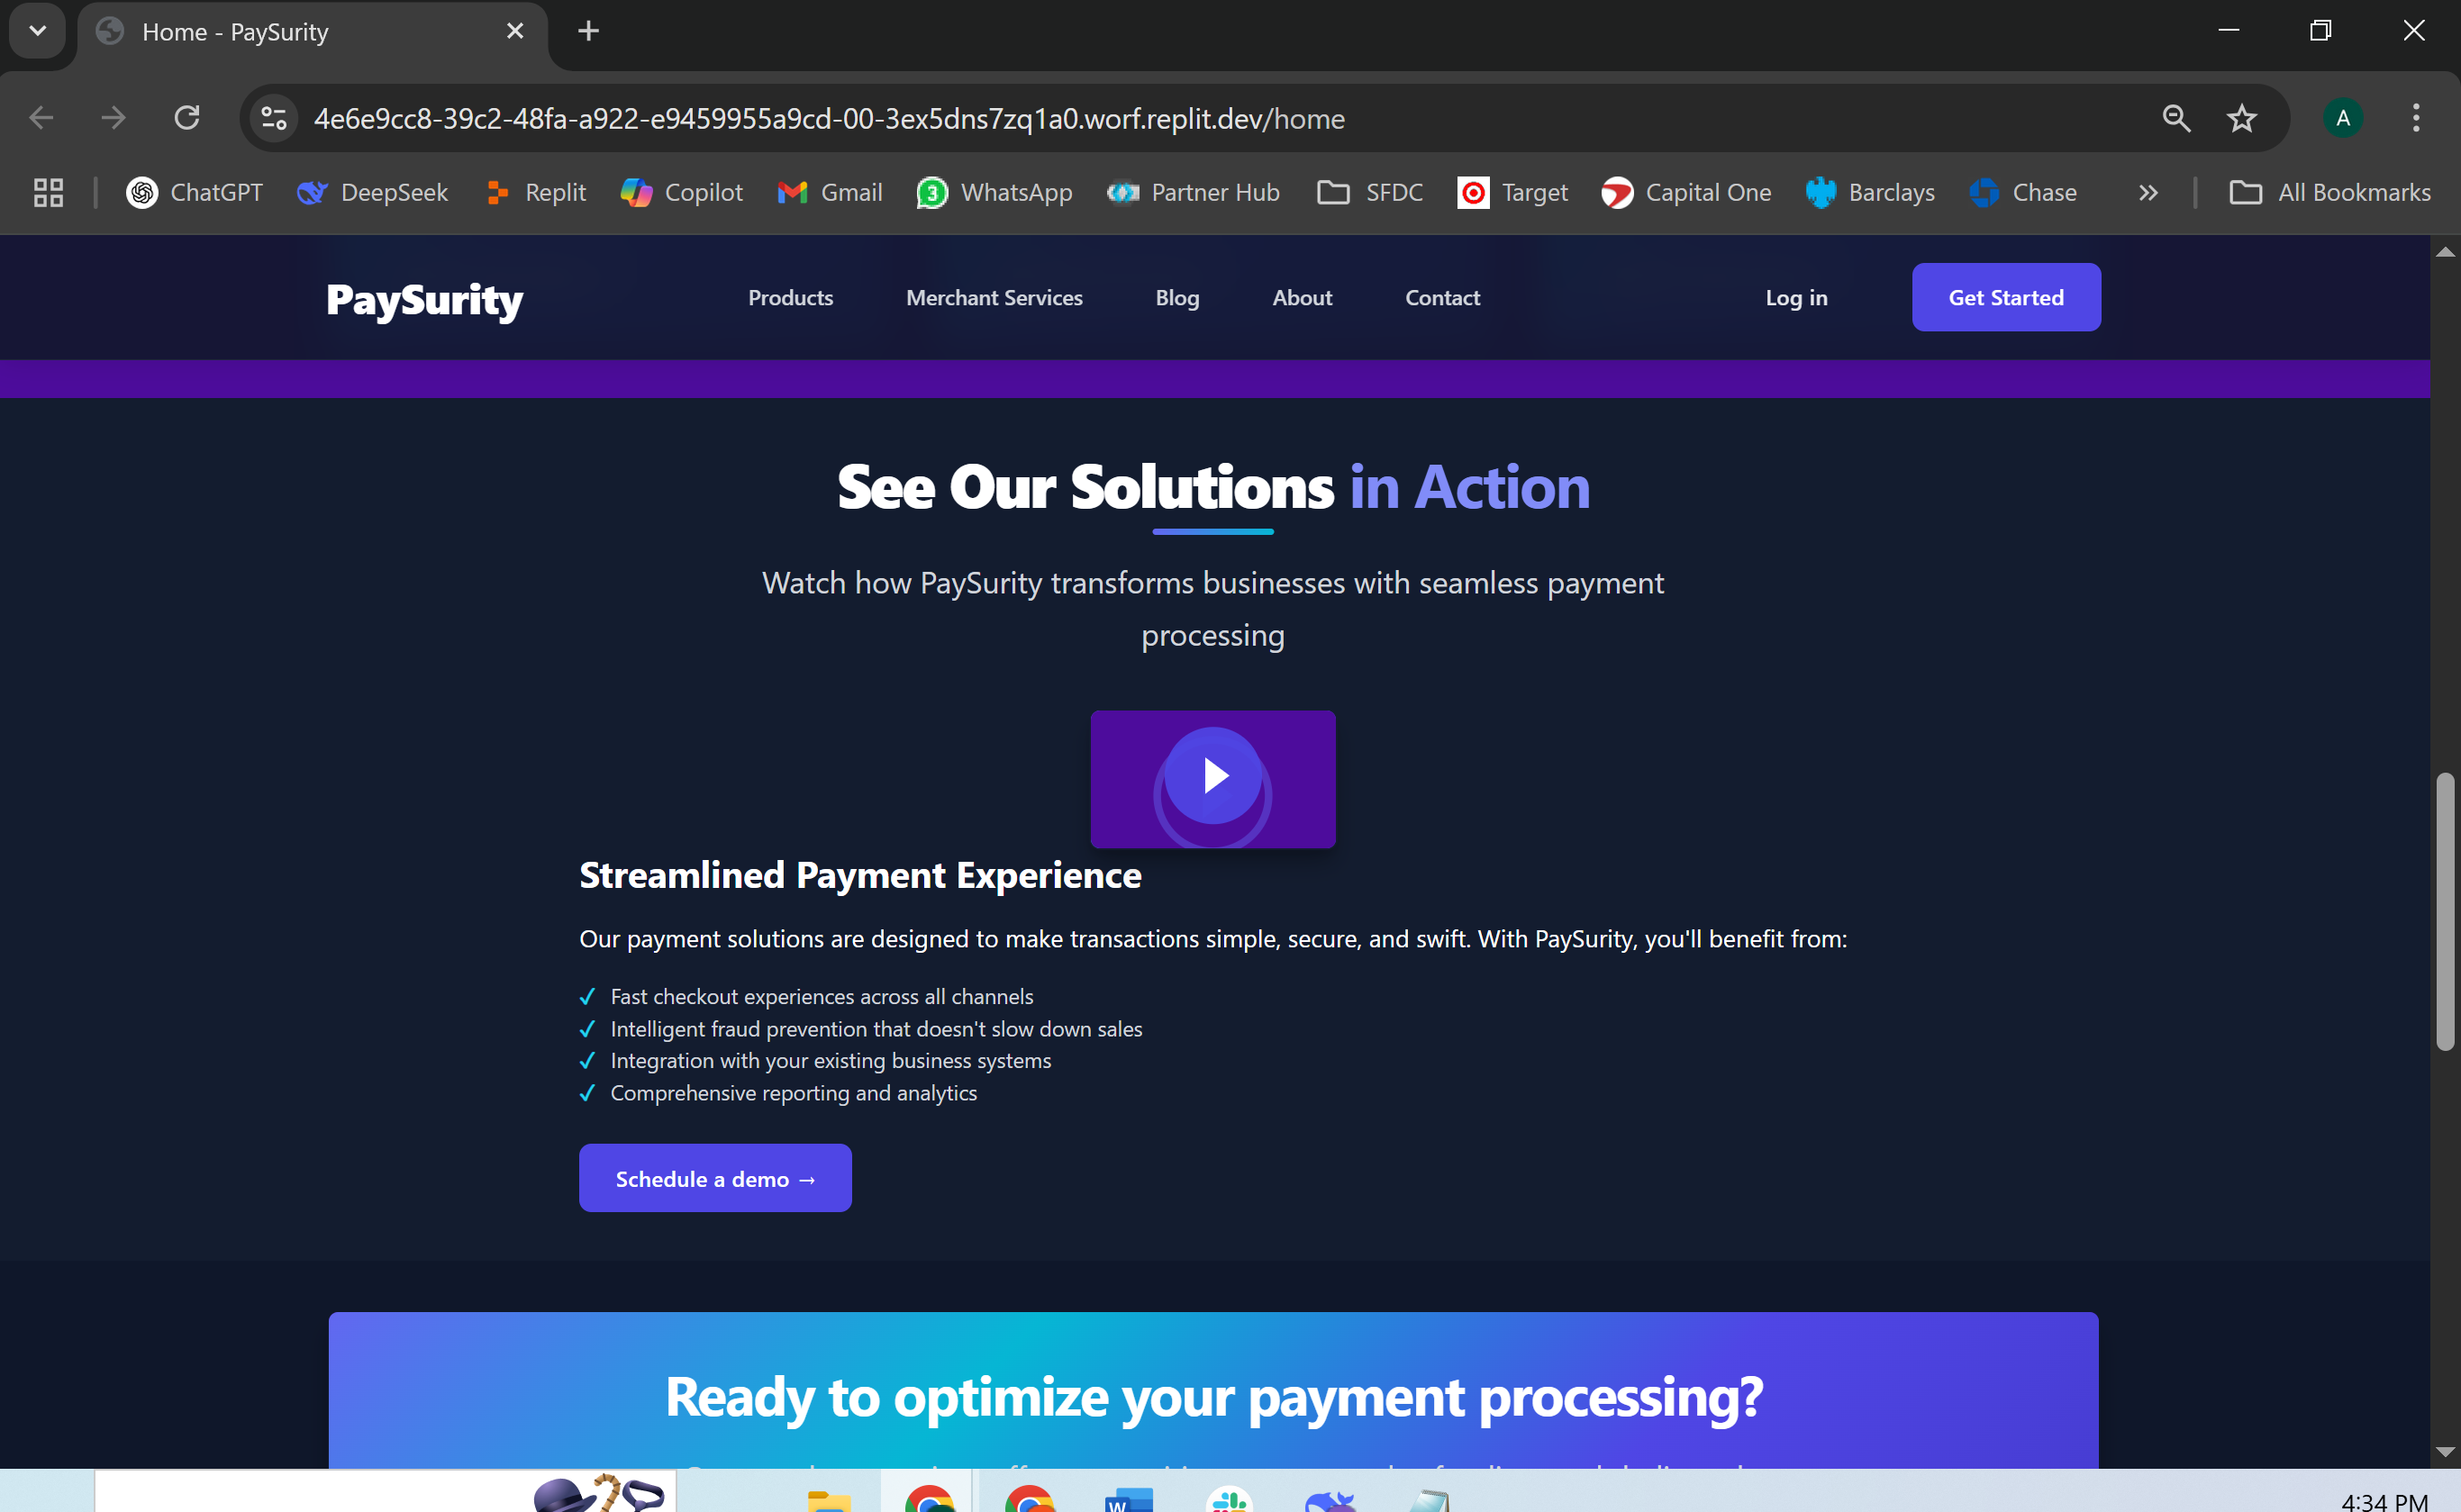 Home - PaySurity
4e6e9cc8-39c2-48fa-a922-e9459955a9cd-00-3ex5dns7zq1a0.worf.replit.dev/home
A
ChatGPT DeepSeek Replit Copilot Gmail 3 WhatsApp Partner Hub SFDC Target Capital One Barclays Chase » All Bookmarks
PaySurity Products Merchant Services Blog About Contact Log in Get Started
See Our Solutions in Action
Watch how PaySurity transforms businesses with seamless payment
processing
Streamlined Payment Experience
Our payment solutions are designed to make transactions simple, secure, and swift. With PaySurity, you'll benefit from:
✓ Fast checkout experiences across all channels
✓ Intelligent fraud prevention that doesn't slow down sales
✓ Integration with your existing business systems
✓ Comprehensive reporting and analytics
Schedule a demo →
Ready to optimize your payment processing?
W
4:34 PM